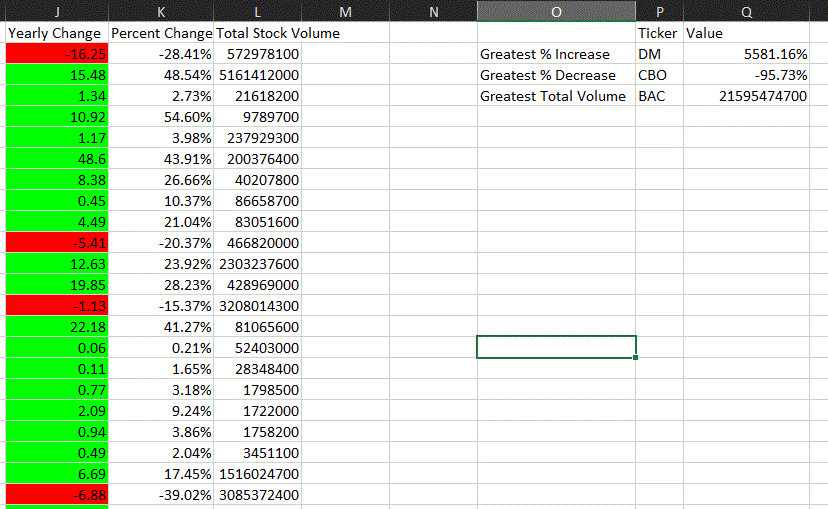 J K L M N O P Q
Yearly Change Percent Change Total Stock Volume Ticker Value
-16.25 -28.41% 572978100 Greatest % Increase DM 5581.16%
15.48 48.54% 5161412000 Greatest % Decrease CBO -95.73%
1.34 2.73% 21618200 Greatest Total Volume BAC 21595474700
10.92 54.60% 9789700
1.17 3.98% 237929300
48.6 43.91% 200376400
8.38 26.66% 40207800
0.45 10.37% 86658700
4.49 21.04% 83051600
-5.41 -20.37% 466820000
12.63 23.92% 2303237600
19.85 28.23% 428969000
-1.13 -15.37% 3208014300
22.18 41.27% 81065600
0.06 0.21% 52403000
0.11 1.65% 28348400
0.77 3.18% 1798500
2.09 9.24% 1722000
0.94 3.86% 1758200
0.49 2.04% 3451100
6.69 17.45% 1516024700
-6.88 -39.02% 3085372400